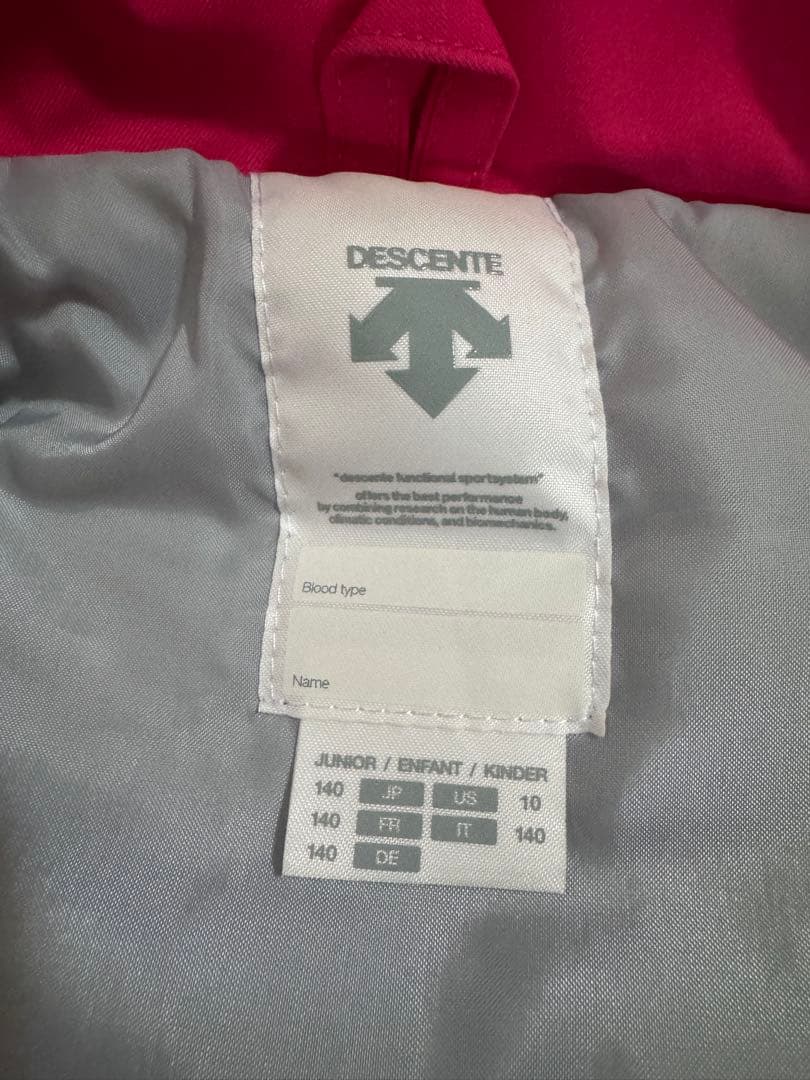 DESCENTE
"descente functional sportsystem"
offers the best performance
by combining research on the human body,
climatic conditions, and biomechanics.
Blood type
Name
JUNIOR / ENFANT / KINDER
140 JP US 10
140 FR IT 140
140 DE